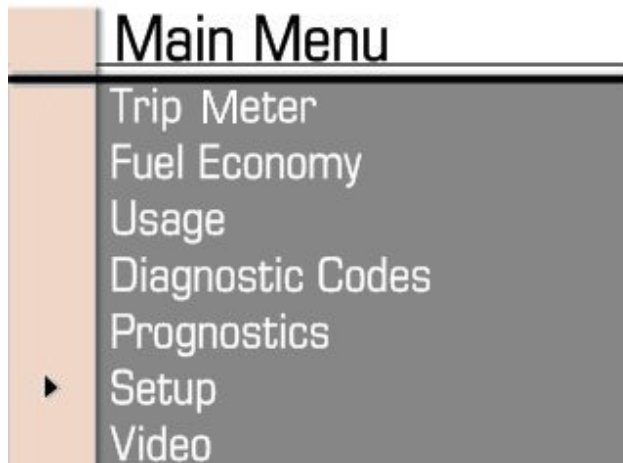 Main Menu
Trip Meter
Fuel Economy
Usage
Diagnostic Codes
Prognostics
Setup
Video